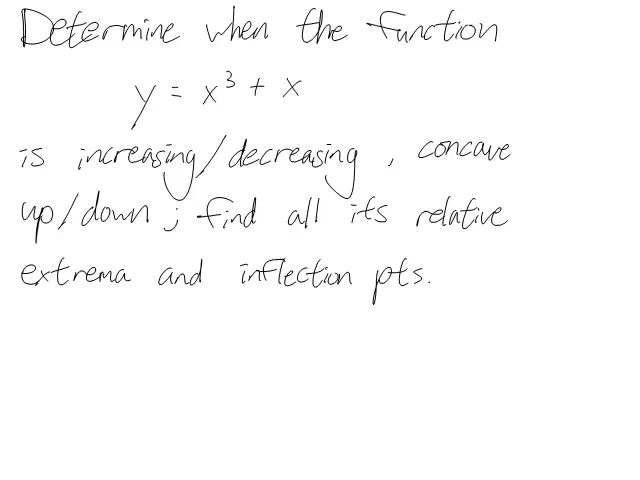 Determine when the function
y = x³ + x
is increasing/decreasing, concave
up/down; find all its relative
extrema and inflection pts.